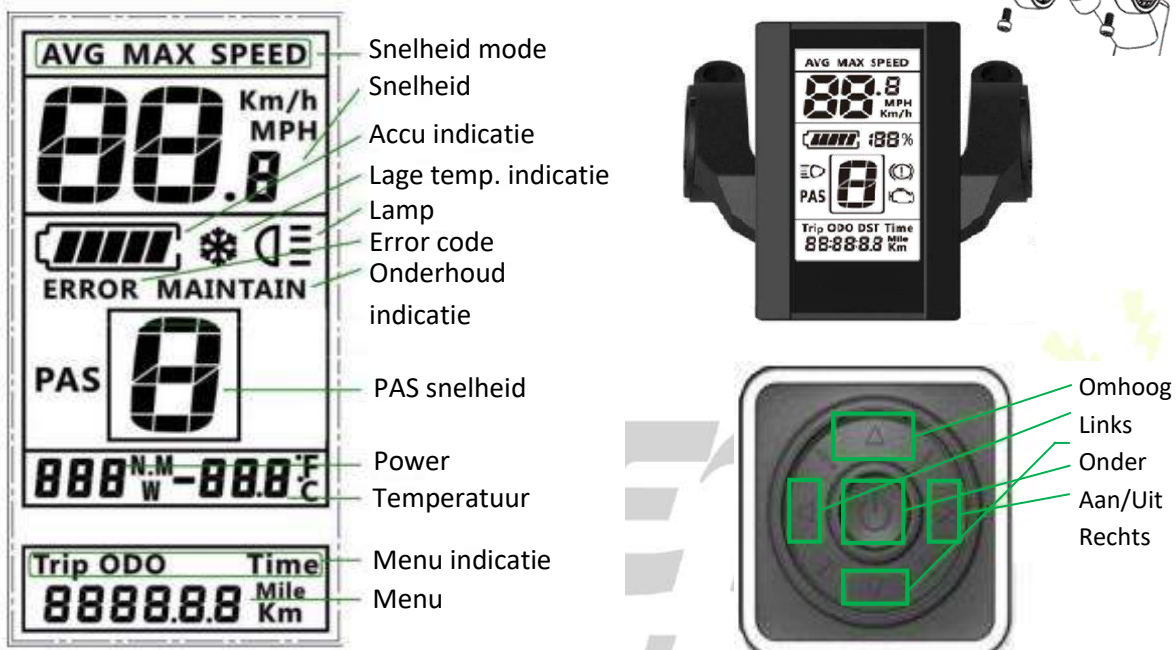 AVG MAX SPEED
88.8
Km/h
MPH
ERROR MAINTAIN
PAS
8
888 N.M
W
-88.8 °F
°C
Trip ODO Time
88888.8 Mile
Km
Snelheid mode
Snelheid
Accu indicatie
Lage temp. indicatie
Lamp
Error code
Onderhoud
indicatie
PAS snelheid
Power
Temperatuur
Menu indicatie
Menu
AVG MAX SPEED
88.8
MPH
Km/h
188%
PAS
8
Trip ODO DST Time
88:88:8.8 Mile
Km
Omhoog
Links
Onder
Aan/Uit
Rechts